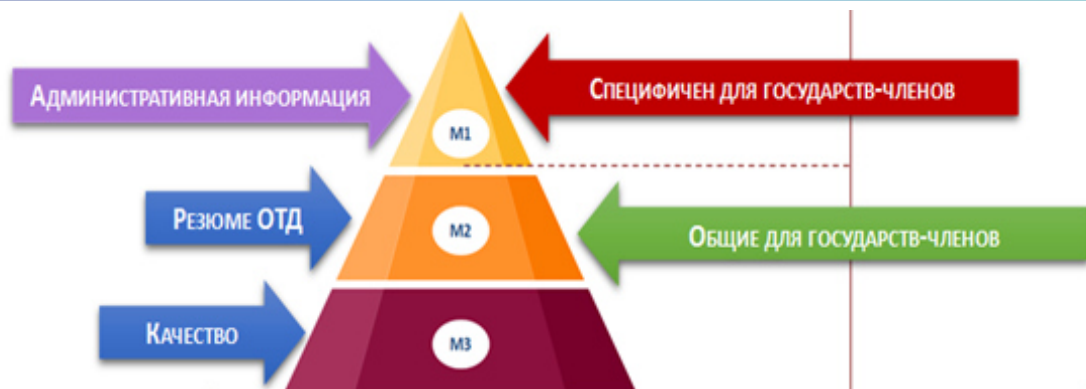 Административная информация
Специфичен для государств-членов
М1
Резюме ОТД
М2
Общие для государств-членов
Качество
М3